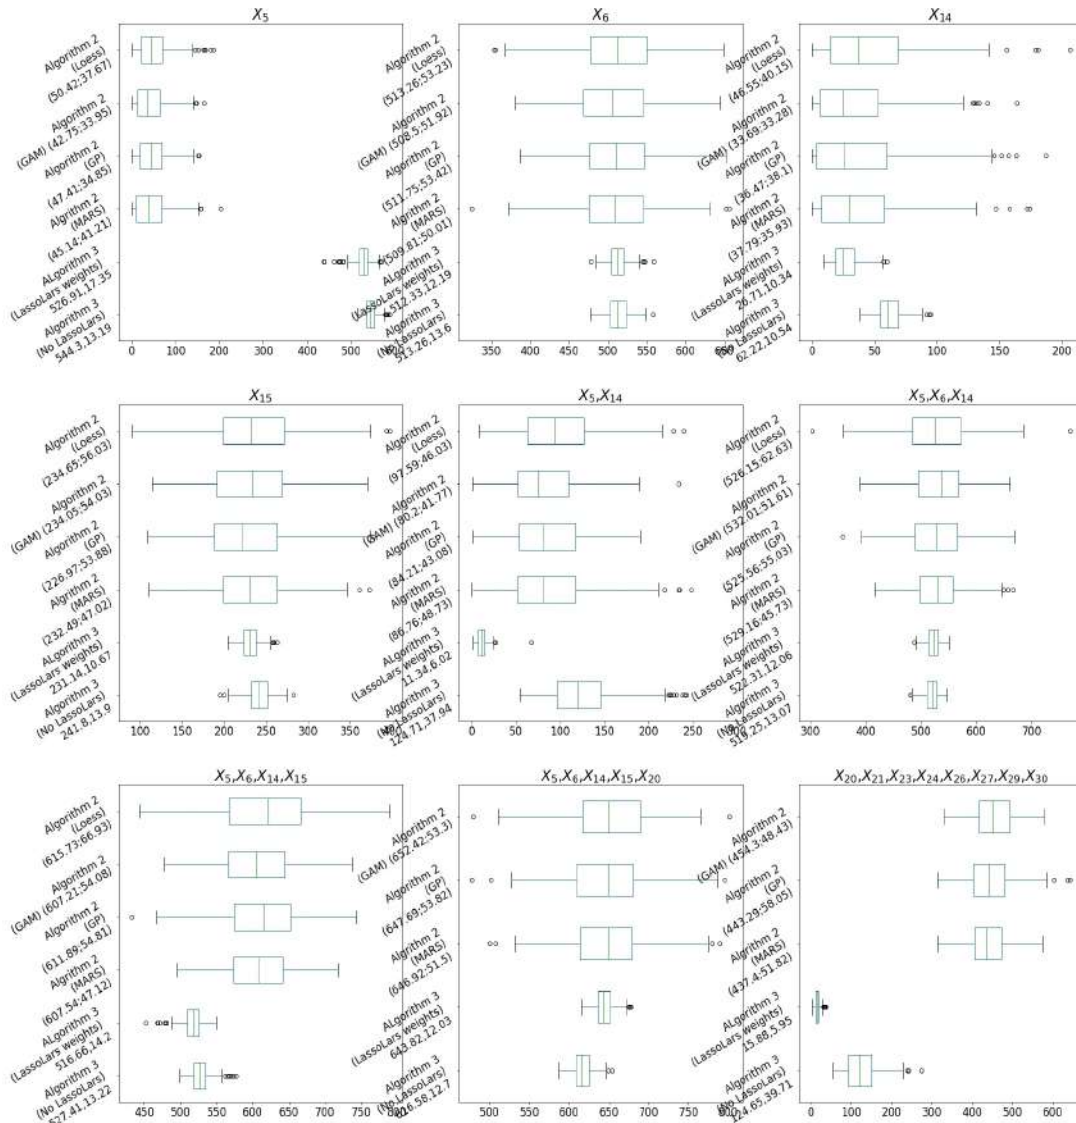 X5
Algorithm 2
(Loess)
(50.42;37.67)
Algorithm 2
(GAM) (42.75;33.95)
Algorithm 2
(GP)
(47.41;34.85)
Algrithm 2
(MARS)
(45.14;41.21)
ALgorithm 3
(LassoLars weights)
526.91,17.35
Algorithm 3
(No LassoLars)
544.3,13.19
0 100 200 300 400 500 600
X6
Algorithm 2
(Loess)
(513.26;53.23)
Algorithm 2
(GAM) (508.5;51.92)
Algorithm 2
(GP)
(511.75;53.42)
Algorithm 2
(MARS)
(509.81;50.01)
ALgorithm 3
(LassoLars weights)
512.33,12.19
Algorithm 3
(No LassoLars)
513.26,13.6
350 400 450 500 550 600 650
X14
Algorithm 2
(Loess)
(46.55;40.15)
Algorithm 2
(GAM) (33.69;33.28)
Algorithm 2
(GP)
(36.47;38.1)
Algrithm 2
(MARS)
(37.79;35.93)
ALgorithm 3
(LassoLars weights)
26.71,10.34
Algorithm 3
(No LassoLars)
62.22,10.54
0 50 100 150 200
X15
Algorithm 2
(Loess)
(234.65;56.03)
Algorithm 2
(GAM) (234.05;54.03)
Algorithm 2
(GP)
(226.97;53.88)
Algorithm 2
(MARS)
(232.49;47.02)
ALgorithm 3
(LassoLars weights)
231.14,10.67
Algorithm 3
(No LassoLars)
241.8,13.9
100 150 200 250 300 350
X5,X14
Algorithm 2
(Loess)
(97.59;46.03)
Algorithm 2
(GAM) (80.2;41.77)
Algorithm 2
(GP)
(84.21;43.08)
Algorithm 2
(MARS)
(86.76;48.73)
ALgorithm 3
(LassoLars weights)
11.34,6.02
Algorithm 3
(No LassoLars)
124.71,37.94
0 50 100 150 200 250
X5,X6,X14
Algorithm 2
(Loess)
(526.15;62.63)
Algorithm 2
(GAM) (532.01;51.61)
Algorithm 2
(GP)
(525.56;55.03)
Algorithm 2
(MARS)
(529.16;45.73)
ALgorithm 3
(LassoLars weights)
522.31,12.06
Algorithm 3
(No LassoLars)
519.25,13.07
300 400 500 600 700
X5,X6,X14,X15
Algorithm 2
(Loess)
(615.73;66.93)
Algorithm 2
(GAM) (607.21;54.08)
Algorithm 2
(GP)
(611.89;54.81)
Algorithm 2
(MARS)
(607.54;47.12)
ALgorithm 3
(LassoLars weights)
516.66,14.2
Algorithm 3
(No LassoLars)
527.41,13.22
450 500 550 600 650 700 750 800
X5,X6,X14,X15,X20
Algorithm 2
(GAM) (652.42;53.3)
Algorithm 2
(GP)
(647.69;53.82)
Algorithm 2
(MARS)
(646.92;51.5)
ALgorithm 3
(LassoLars weights)
643.82,12.03
Algorithm 3
(No LassoLars)
616.58,12.7
500 550 600 650 700 750 800
X20,X21,X23,X24,X26,X27,X29,X30
Algorithm 2
(GAM) (454.3;48.43)
Algorithm 2
(GP)
(443.29;58.05)
Algorithm 2
(MARS)
(437.4;51.82)
ALgorithm 3
(LassoLars weights)
15.88,5.95
Algorithm 3
(No LassoLars)
124.65,39.71
0 100 200 300 400 500 600